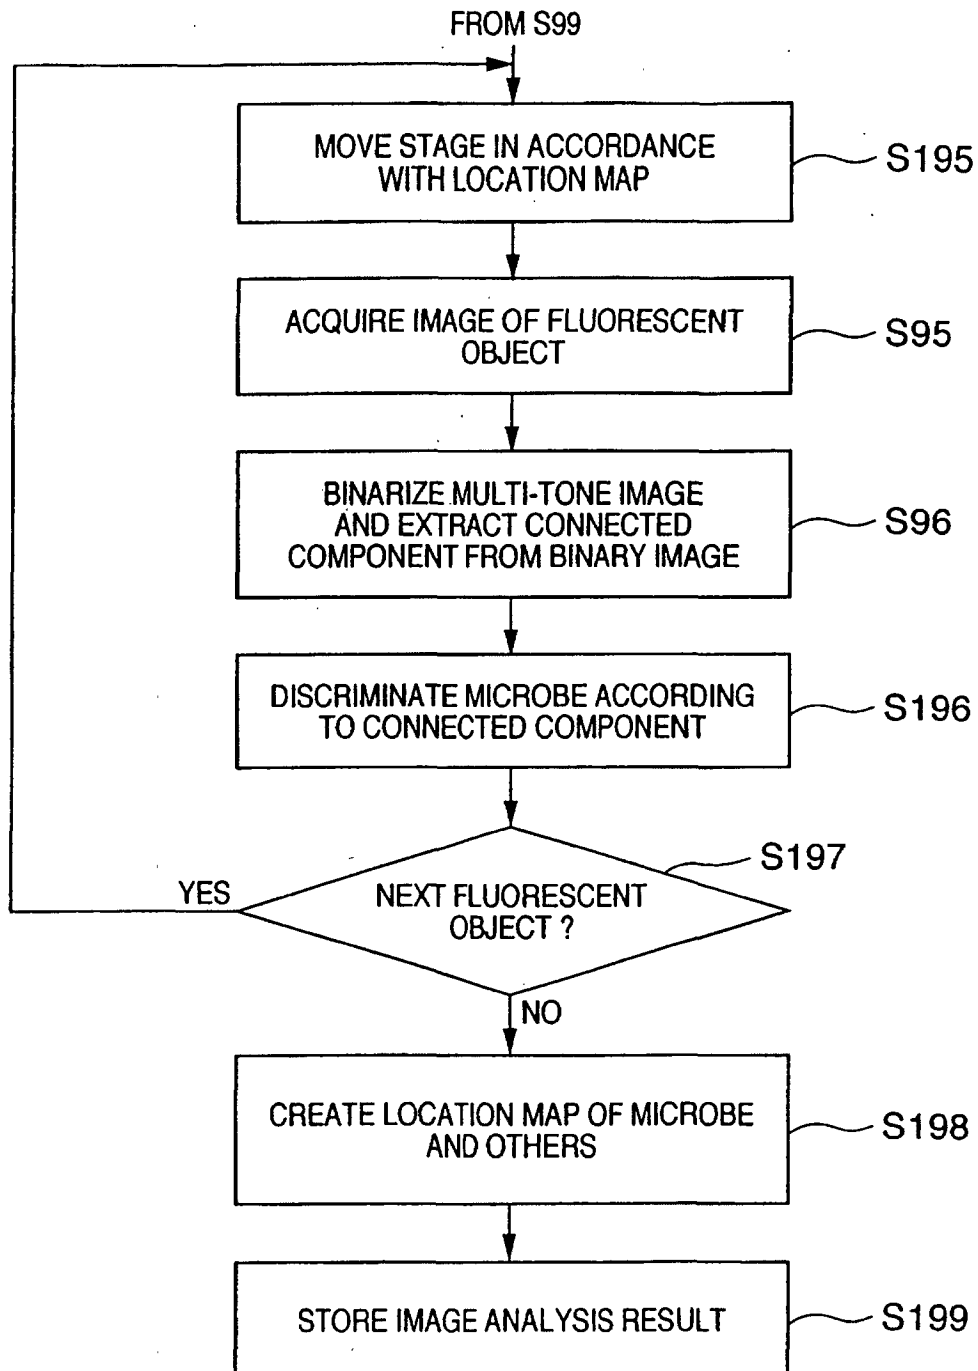 FROM S99
MOVE STAGE IN ACCORDANCE
WITH LOCATION MAP
S195
ACQUIRE IMAGE OF FLUORESCENT
OBJECT
S95
BINARIZE MULTI-TONE IMAGE
AND EXTRACT CONNECTED
COMPONENT FROM BINARY IMAGE
S96
DISCRIMINATE MICROBE ACCORDING
TO CONNECTED COMPONENT
S196
S197
YES
NEXT FLUORESCENT
OBJECT ?
NO
CREATE LOCATION MAP OF MICROBE
AND OTHERS
S198
STORE IMAGE ANALYSIS RESULT
S199